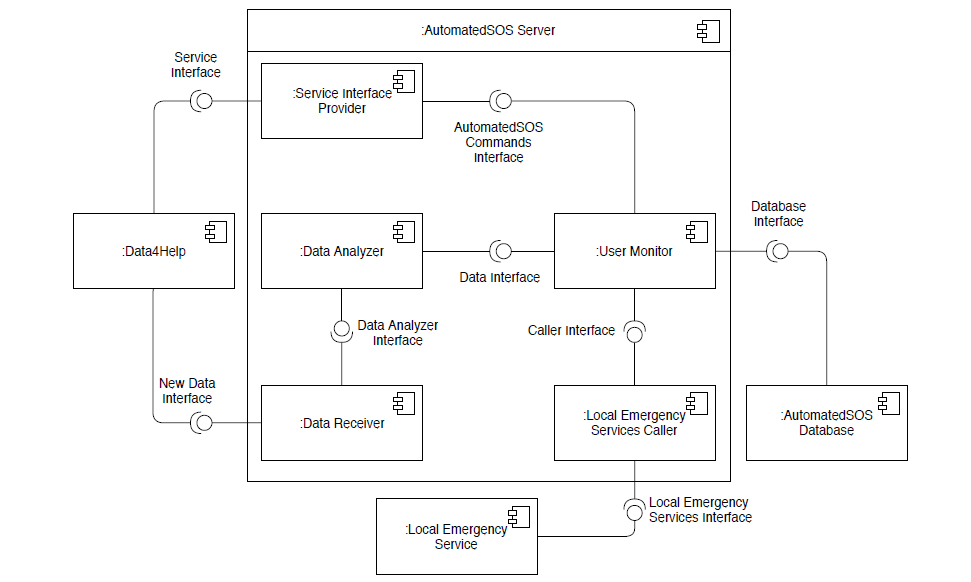 :AutomatedSOS Server
Service
Interface
:Service Interface
Provider
AutomatedSOS
Commands
Interface
Database
Interface
:Data4Help
:Data Analyzer
:User Monitor
Data Interface
Data Analyzer
Interface
Caller Interface
New Data
Interface
:Data Receiver
:Local Emergency
Services Caller
:AutomatedSOS
Database
Local Emergency
Services Interface
:Local Emergency
Service